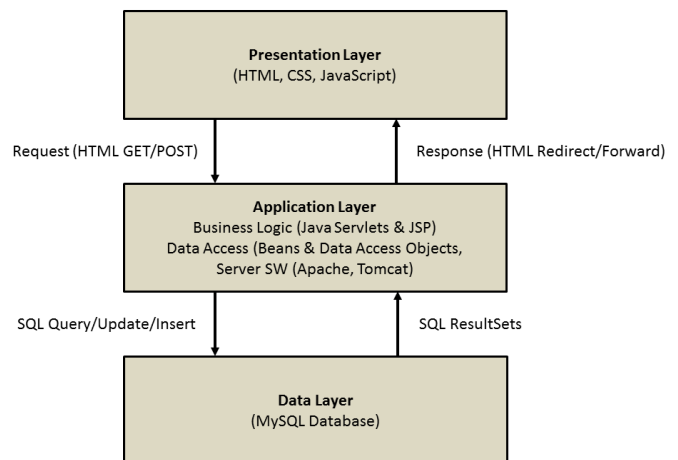 Presentation Layer
(HTML, CSS, JavaScript)
Request (HTML GET/POST)
Response (HTML Redirect/Forward)
Application Layer
Business Logic (Java Servlets & JSP)
Data Access (Beans & Data Access Objects,
Server SW (Apache, Tomcat)
SQL Query/Update/Insert
SQL ResultSets
Data Layer
(MySQL Database)